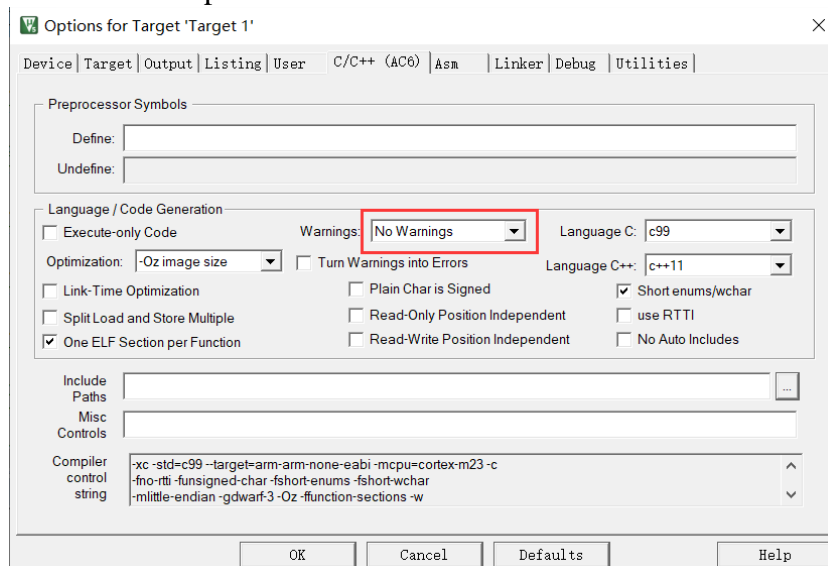 Options for Target 'Target 1'
Device Target Output Listing User C/C++ (AC6) Asm Linker Debug Utilities
Preprocessor Symbols
Define:
Undefine:
Language / Code Generation
Execute-only Code Warnings: No Warnings Language C: c99
Optimization: -Oz image size Turn Warnings into Errors Language C++: c++11
Link-Time Optimization Plain Char is Signed Short enums/wchar
Split Load and Store Multiple Read-Only Position Independent use RTTI
One ELF Section per Function Read-Write Position Independent No Auto Includes
Include
Paths
...
Misc
Controls
Compiler
control
string
-xc -std=c99 --target=arm-arm-none-eabi -mcpu=cortex-m23 -c
-fno-rtti -funsigned-char -fshort-enums -fshort-wchar
-mlittle-endian -gdwarf-3 -Oz -ffunction-sections -w
OK Cancel Defaults Help